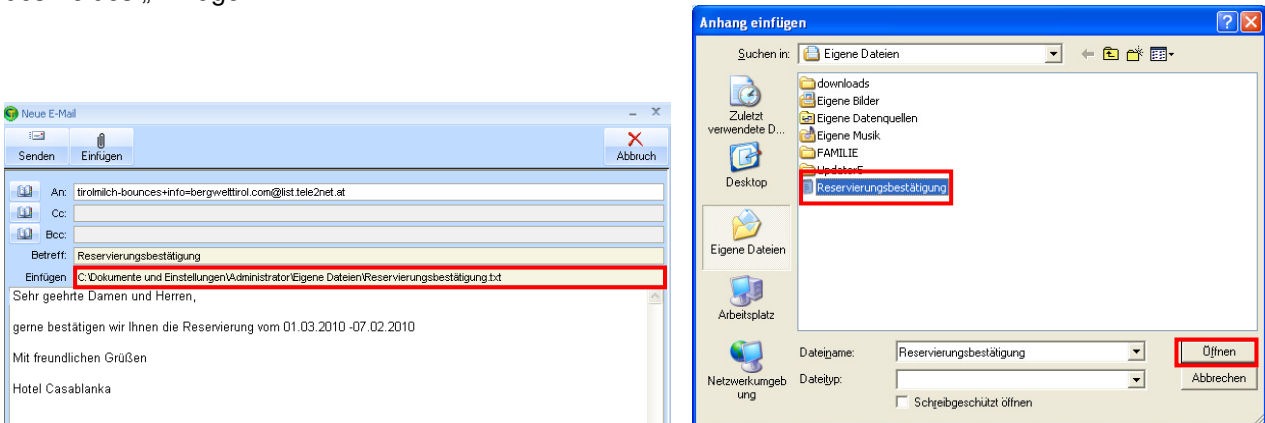 Neue E-Mail
Senden Einfügen Abbruch
An: tirolmilch-bounces+info=bergwelttirol.com@list.tele2net.at
Cc:
Bcc:
Betreff: Reservierungsbestätigung
Einfügen C:\Dokumente und Einstellungen\Administrator\Eigene Dateien\Reservierungsbestätigung.txt
Sehr geehrte Damen und Herren,
gerne bestätigen wir Ihnen die Reservierung vom 01.03.2010 -07.02.2010
Mit freundlichen Grüßen
Hotel Casablanka
Anhang einfügen
Suchen in: Eigene Dateien
Zuletzt
verwendete D...
Desktop
Eigene Dateien
Arbeitsplatz
Netzwerkumgeb
ung
downloads
Eigene Bilder
Eigene Datenquellen
Eigene Musik
FAMILIE
Updater5
Reservierungsbestätigung
Dateiname: Reservierungsbestätigung Öffnen
Dateityp: Abbrechen
Schreibgeschützt öffnen